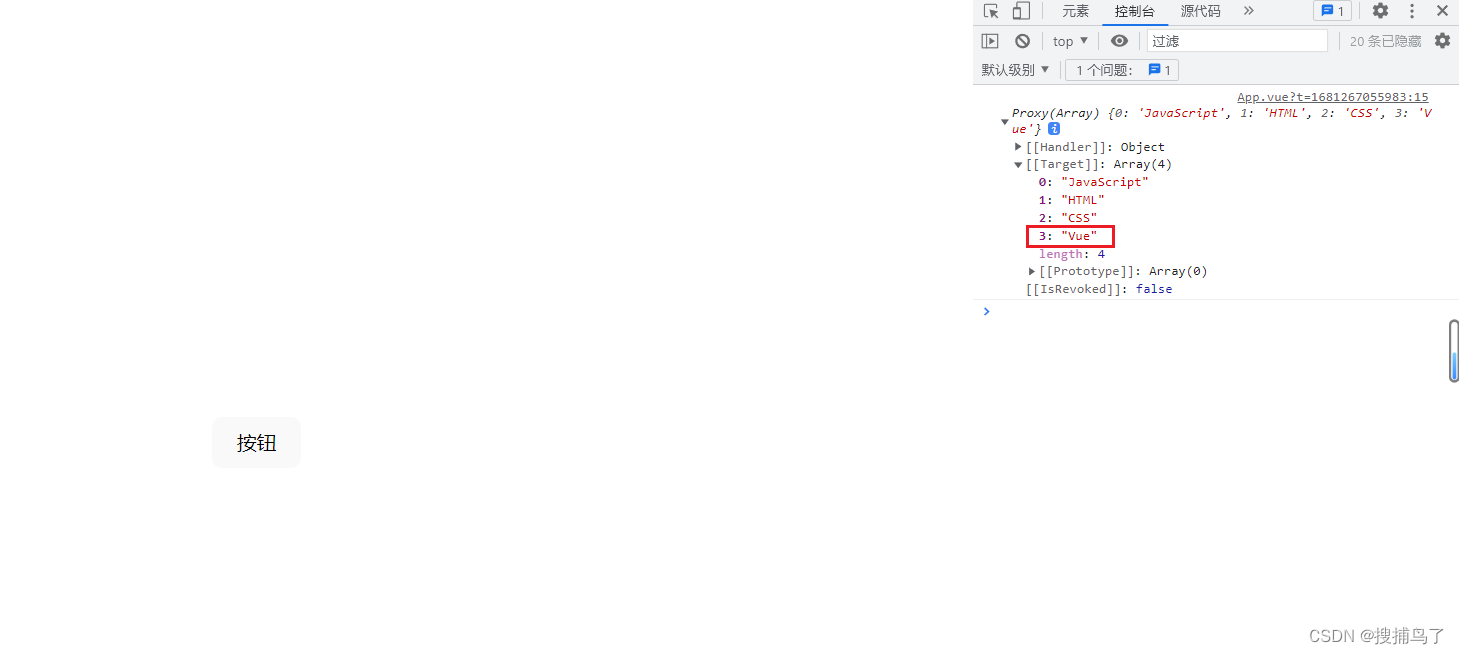 元素 控制台 源代码 1
top 过滤 20 条已隐藏
默认级别 1 个问题: 1
App.vue?t=1681267055983:15
Proxy(Array) {0: 'JavaScript', 1: 'HTML', 2: 'CSS', 3: 'V
ue'}
[[Handler]]: Object
[[Target]]: Array(4)
0: "JavaScript"
1: "HTML"
2: "CSS"
3: "Vue"
length: 4
[[Prototype]]: Array(0)
[[IsRevoked]]: false
按钮
CSDN @搜捕鸟了